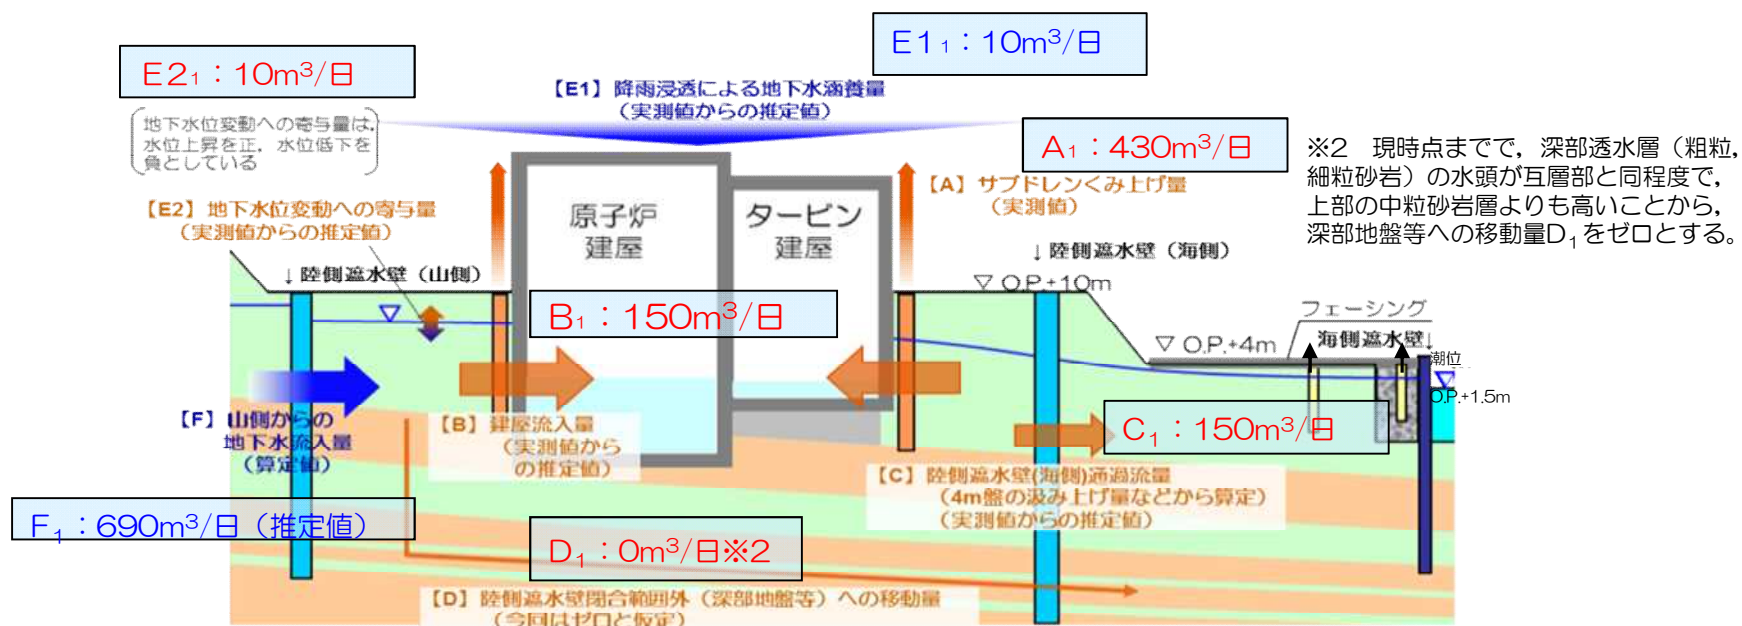 E1₁：10m³/日
E2₁：10m³/日
【E1】降雨浸透による地下水涵養量
（実測値からの推定値）
地下水位変動への寄与量は，
水位上昇を正，水位低下を
負としている
A₁：430m³/日
※2　現時点までで，深部透水層（粗粒，
細粒砂岩）の水頭が互層部と同程度で，
上部の中粒砂岩層よりも高いことから，
深部地盤等への移動量D₁をゼロとする。
【A】サブドレンくみ上げ量
（実測値）
【E2】地下水位変動への寄与量
（実測値からの推定値）
原子炉
建屋
タービン
建屋
↓陸側遮水壁（山側）
↓陸側遮水壁（海側）
▽ O.P.+10m
B₁：150m³/日
フェーシング
海側遮水壁↓
▽ O.P.+4m
潮位
O.P.+1.5m
【F】山側からの
地下水流入量
（算定値）
【B】建屋流入量
（実測値から
の推定値）
C₁：150m³/日
【C】陸側遮水壁(海側)通過流量
（4m盤の汲み上げ量などから算定）
（実測値からの推定値）
F₁：690m³/日（推定値）
D₁：0m³/日※2
【D】陸側遮水壁閉合範囲外（深部地盤等）への移動量
（今回はゼロと仮定）